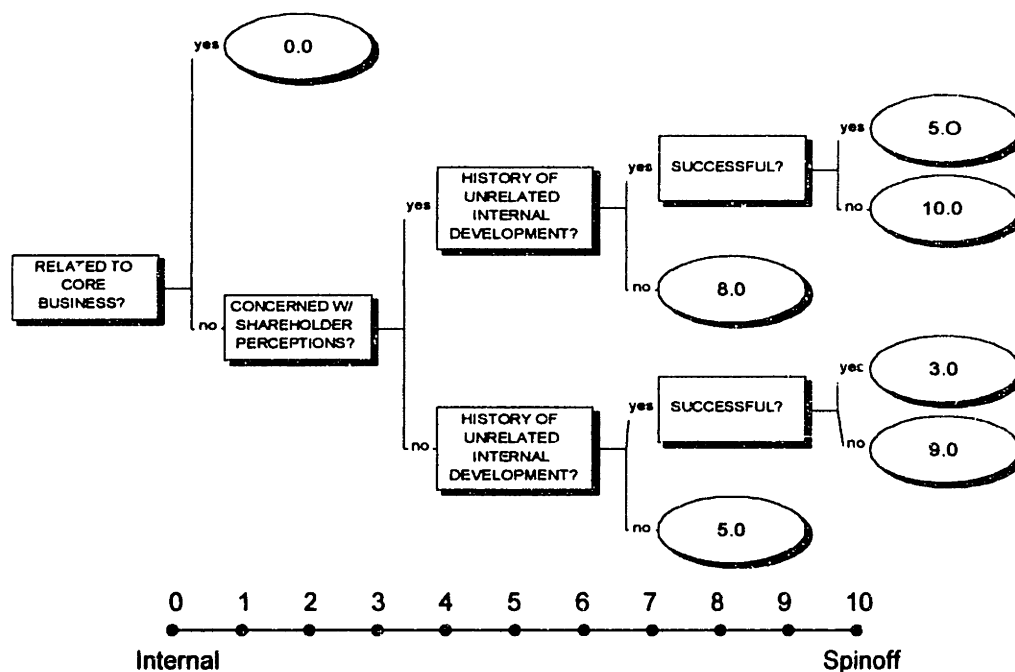 yes
0.0
RELATED TO
CORE
BUSINESS?
no
CONCERNED W/
SHAREHOLDER
PERCEPTIONS?
yes
HISTORY OF
UNRELATED
INTERNAL
DEVELOPMENT?
yes
SUCCESSFUL?
yes
5.O
no
10.0
no
8.0
no
HISTORY OF
UNRELATED
INTERNAL
DEVELOPMENT?
yes
SUCCESSFUL?
yes
3.0
no
9.0
no
5.0
0 1 2 3 4 5 6 7 8 9 10
Internal Spinoff